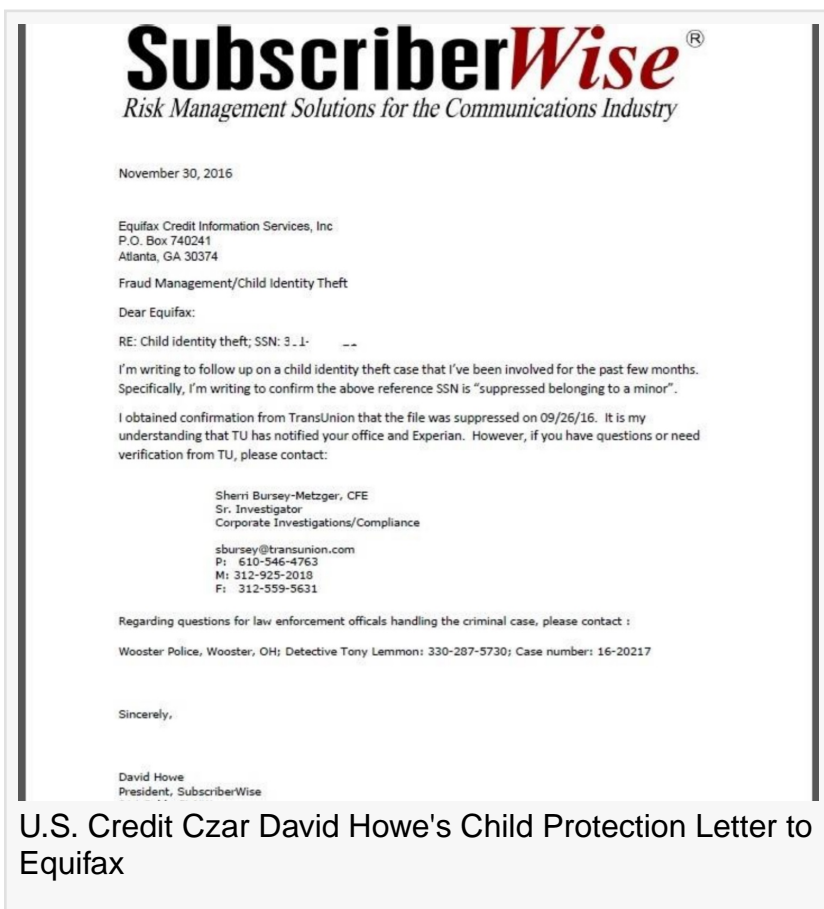 SubscriberWise®
Risk Management Solutions for the Communications Industry
November 30, 2016
Equifax Credit Information Services, Inc
P.O. Box 740241
Atlanta, GA 30374
Fraud Management/Child Identity Theft
Dear Equifax:
RE: Child identity theft; SSN:
I'm writing to follow up on a child identity theft case that I've been involved for the past few months.
Specifically, I'm writing to confirm the above reference SSN is “suppressed belonging to a minor”.
I obtained confirmation from TransUnion that the file was suppressed on 09/26/16. It is my
understanding that TU has notified your office and Experian. However, if you have questions or need
verification from TU, please contact:
Sherri Bursey-Metzger, CFE
Sr. Investigator
Corporate Investigations/Compliance
sbursey@transunion.com
P: 610-546-4763
M: 312-925-2018
F: 312-559-5631
Regarding questions for law enforcement officals handling the criminal case, please contact :
Wooster Police, Wooster, OH; Detective Tony Lemmon: 330-287-5730; Case number: 16-20217
Sincerely,
David Howe
President, SubscriberWise
U.S. Credit Czar David Howe's Child Protection Letter to
Equifax